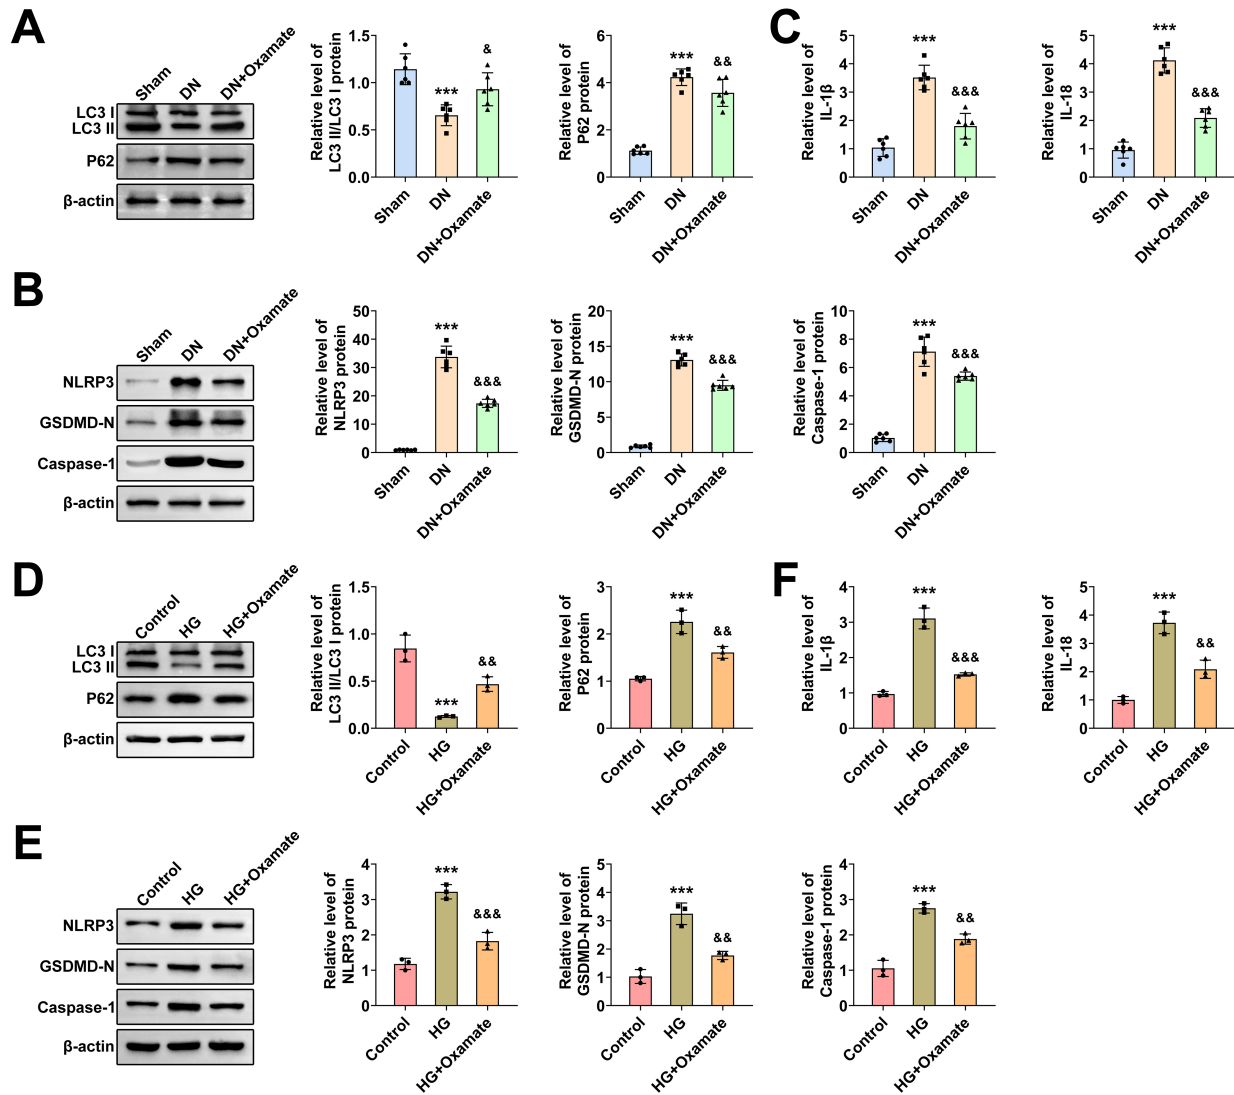 A
Sham
DN
DN+Oxamate
LC3 I
LC3 II
P62
β-actin
Relative level of
LC3 II/LC3 I protein
1.5
1.0
0.5
0.0
***
&
Sham
DN
DN+Oxamate
Relative level of
P62 protein
6
4
2
0
***
&&
Sham
DN
DN+Oxamate
C
Relative level of
IL-1β
5
4
3
2
1
0
***
&&&
Sham
DN
DN+Oxamate
Relative level of
IL-18
5
4
3
2
1
0
***
&&&
Sham
DN
DN+Oxamate
B
Sham
DN
DN+Oxamate
NLRP3
GSDMD-N
Caspase-1
β-actin
Relative level of
NLRP3 protein
50
40
30
20
10
0
***
&&&
Sham
DN
DN+Oxamate
Relative level of
GSDMD-N protein
20
15
10
5
0
***
&&&
Sham
DN
DN+Oxamate
Relative level of
Caspase-1 protein
10
8
6
4
2
0
***
&&&
Sham
DN
DN+Oxamate
D
Control
HG
HG+Oxamate
LC3 I
LC3 II
P62
β-actin
Relative level of
LC3 II/LC3 I protein
1.5
1.0
0.5
0.0
***
&&
Control
HG
HG+Oxamate
Relative level of
P62 protein
3
2
1
0
***
&&
Control
HG
HG+Oxamate
F
Relative level of
IL-1β
4
3
2
1
0
***
&&&
Control
HG
HG+Oxamate
Relative level of
IL-18
5
4
3
2
1
0
***
&&
Control
HG
HG+Oxamate
E
Control
HG
HG+Oxamate
NLRP3
GSDMD-N
Caspase-1
β-actin
Relative level of
NLRP3 protein
4
3
2
1
0
***
&&&
Control
HG
HG+Oxamate
Relative level of
GSDMD-N protein
5
4
3
2
1
0
***
&&
Control
HG
HG+Oxamate
Relative level of
Caspase-1 protein
4
3
2
1
0
***
&&
Control
HG
HG+Oxamate